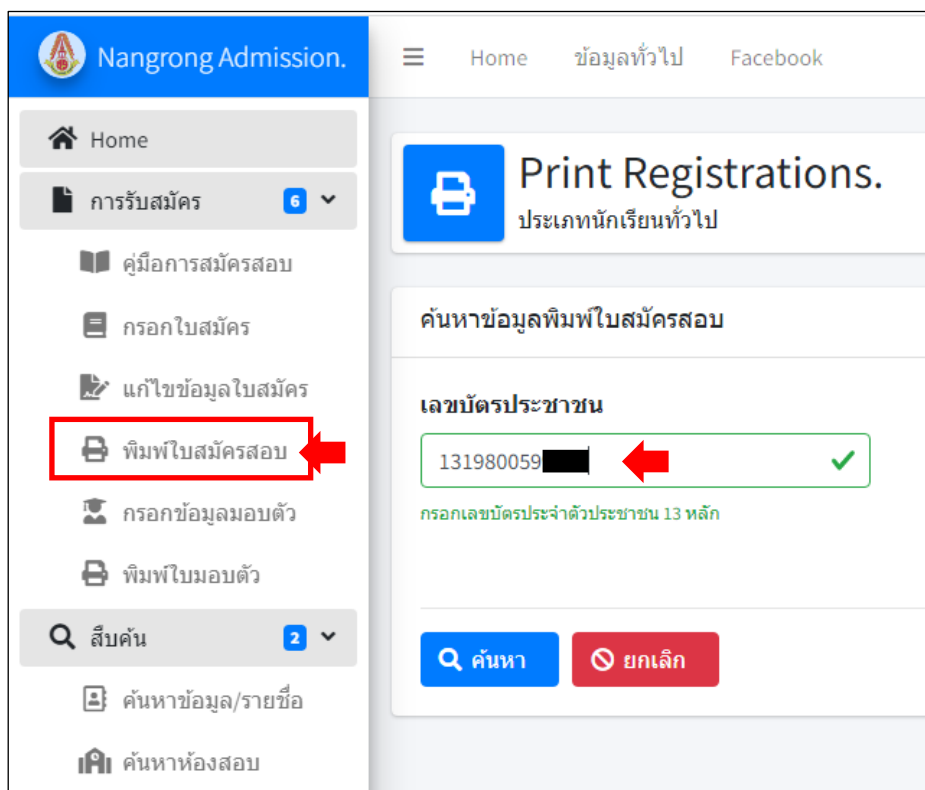 Nangrong Admission.
Home ข้อมูลทั่วไป Facebook
Home
การรับสมัคร 6
คู่มือการสมัครสอบ
กรอกใบสมัคร
แก้ไขข้อมูลใบสมัคร
พิมพ์ใบสมัครสอบ
กรอกข้อมูลมอบตัว
พิมพ์ใบมอบตัว
สืบค้น 2
ค้นหาข้อมูล/รายชื่อ
ค้นหาห้องสอบ
Print Registrations.
ประเภทนักเรียนทั่วไป
ค้นหาข้อมูลพิมพ์ใบสมัครสอบ
เลขบัตรประชาชน
131980059
กรอกเลขบัตรประจำตัวประชาชน 13 หลัก
ค้นหา ยกเลิก